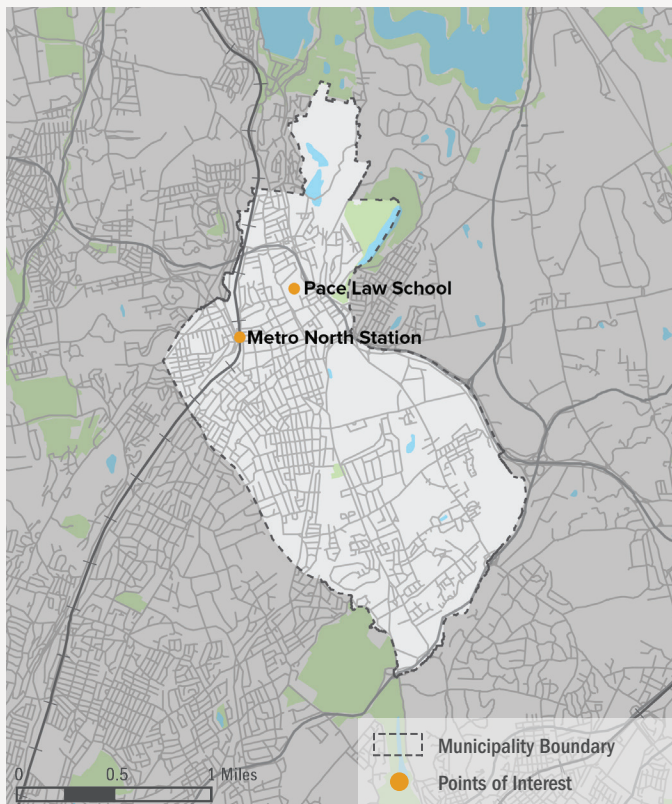 Pace Law School
Metro North Station
Municipality Boundary
0 0.5 1 Miles
Points of Interest